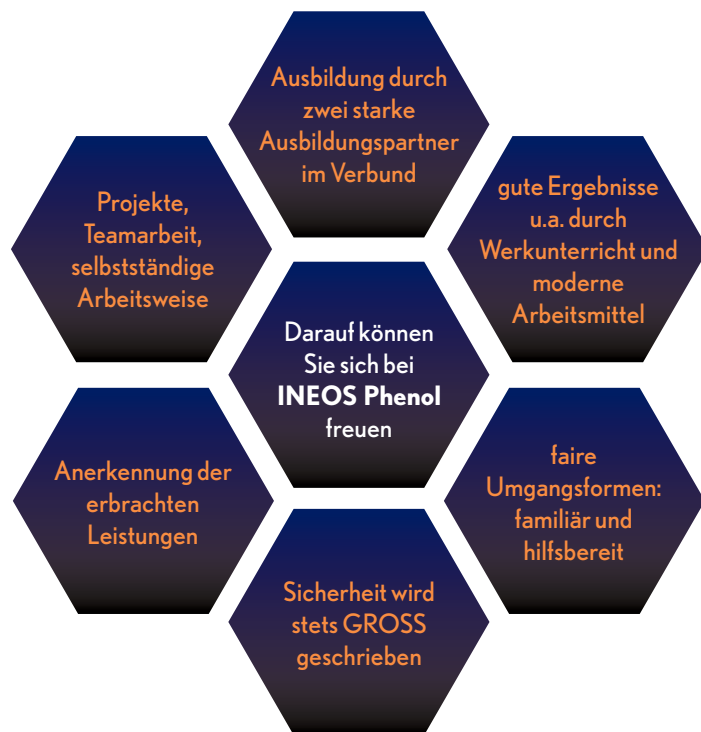 Ausbildung durch
zwei starke
Ausbildungspartner
im Verbund
Projekte,
Teamarbeit,
selbstständige
Arbeitsweise
gute Ergebnisse
u.a. durch
Werkunterricht und
moderne
Arbeitsmittel
Darauf können
Sie sich bei
INEOS Phenol
freuen
Anerkennung der
erbrachten
Leistungen
faire
Umgangsformen:
familiär und
hilfsbereit
Sicherheit wird
stets GROSS
geschrieben